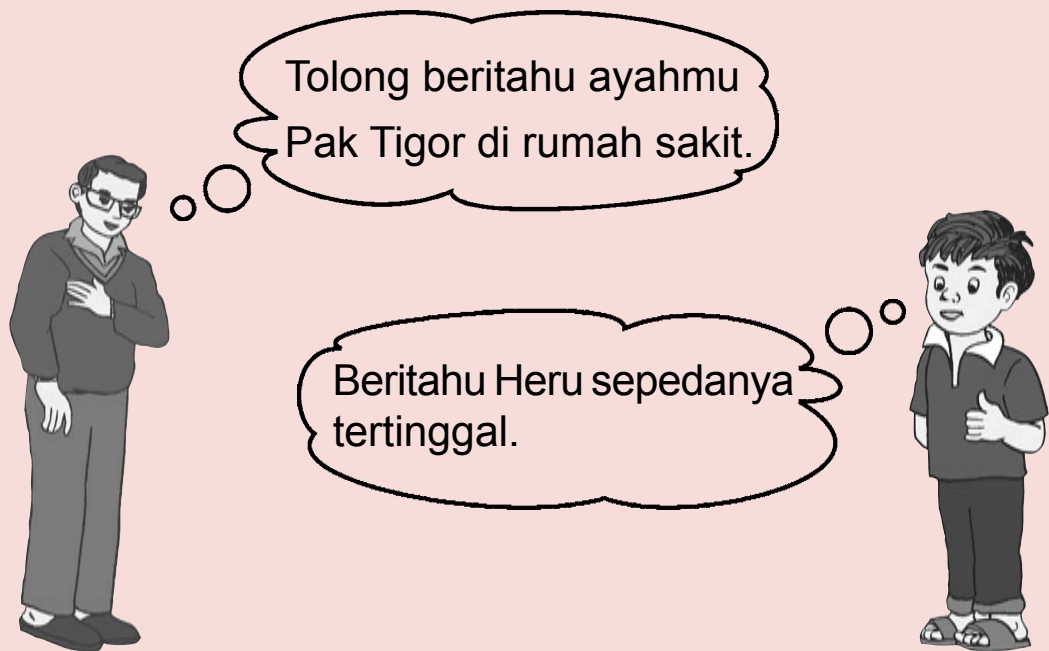 Tolong beritahu ayahmu
Pak Tigor di rumah sakit.
Beritahu Heru sepedanya
tertinggal.